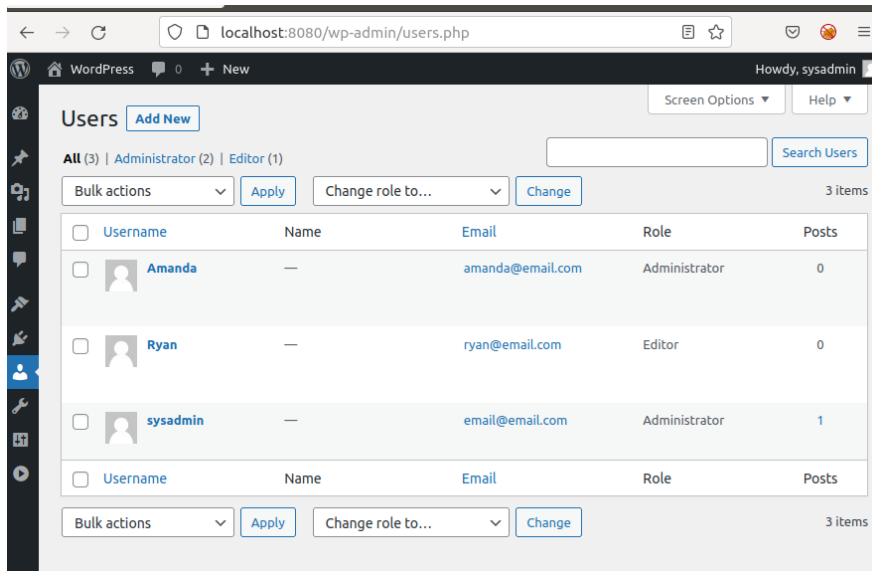 localhost:8080/wp-admin/users.php
WordPress 0 + New Howdy, sysadmin
Screen Options ▼ Help ▼
Users Add New
All (3) | Administrator (2) | Editor (1)
Search Users
Bulk actions Apply Change role to... Change 3 items
Username Name Email Role Posts
Amanda — amanda@email.com Administrator 0
Ryan — ryan@email.com Editor 0
sysadmin — email@email.com Administrator 1
Username Name Email Role Posts
Bulk actions Apply Change role to... Change 3 items